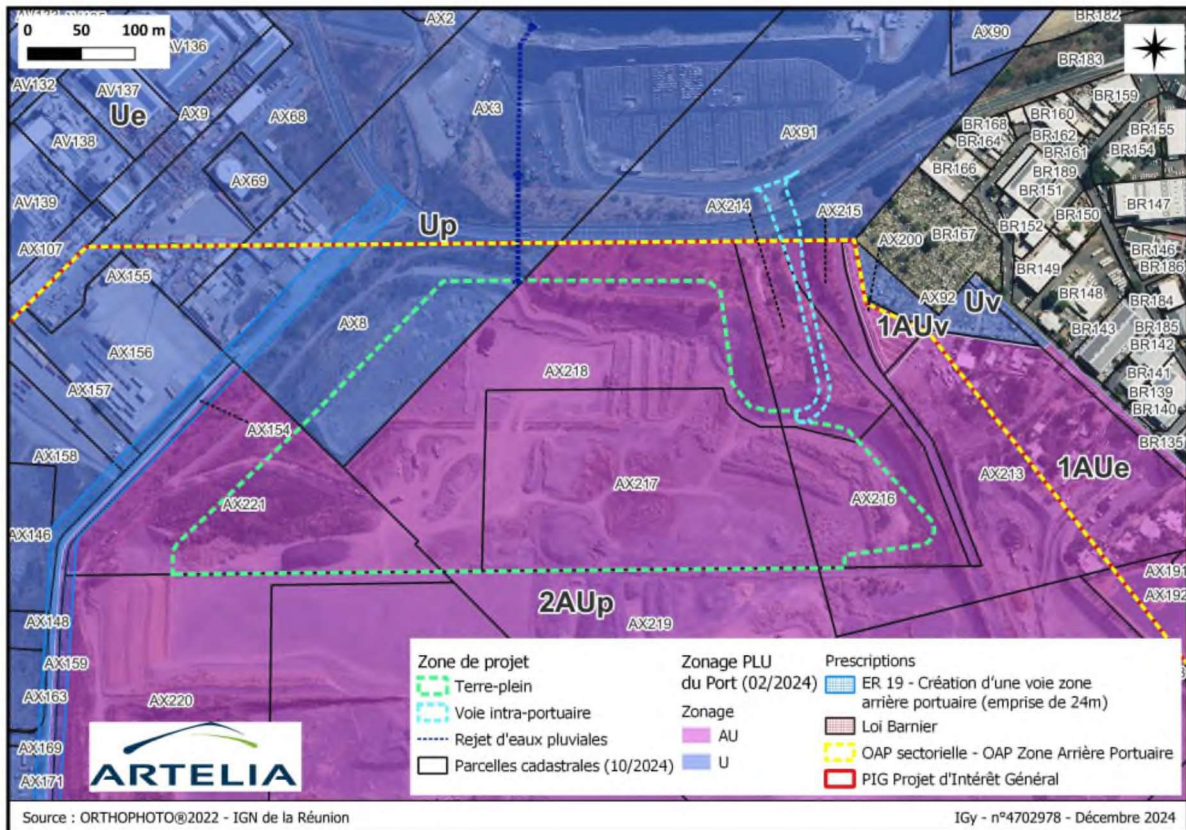 0 50 100 m
AX2
BR182
AV136
AX90
BR183
AV132
AV137
Ue
AX9
AX68
AX3
BR159
BR160
BR168
BR162
BR155
BR164
BR161
BR154
AV138
AX91
BR166
BR189
BR151
AX69
BR147
AV139
AX214
AX215
BR150
BR152
Up
AX200
BR167
AX107
BR146
AX155
BR149
BR186
AX92
Uv
BR148
BR184
AX8
1AUv
BR143
BR185
AX156
BR142
AX157
AX218
BR141
BR139
BR140
AX154
BR135
AX158
AX213
1AUe
AX217
AX221
AX216
AX146
AX191
AX192
2AUp
AX148
AX219
AX159
AX163
AX220
AX169
AX171
ARTELIA
Zone de projet
Terre-plein
Voie intra-portuaire
Rejet d'eaux pluviales
Parcelles cadastrales (10/2024)
Zonage PLU
du Port (02/2024)
Zonage
AU
U
Prescriptions
ER 19 - Création d'une voie zone
arrière portuaire (emprise de 24m)
Loi Barnier
OAP sectorielle - OAP Zone Arrière Portuaire
PIG Projet d'Intérêt Général
Source : ORTHOPHOTO®2022 - IGN de la Réunion
IGy - n°4702978 - Décembre 2024